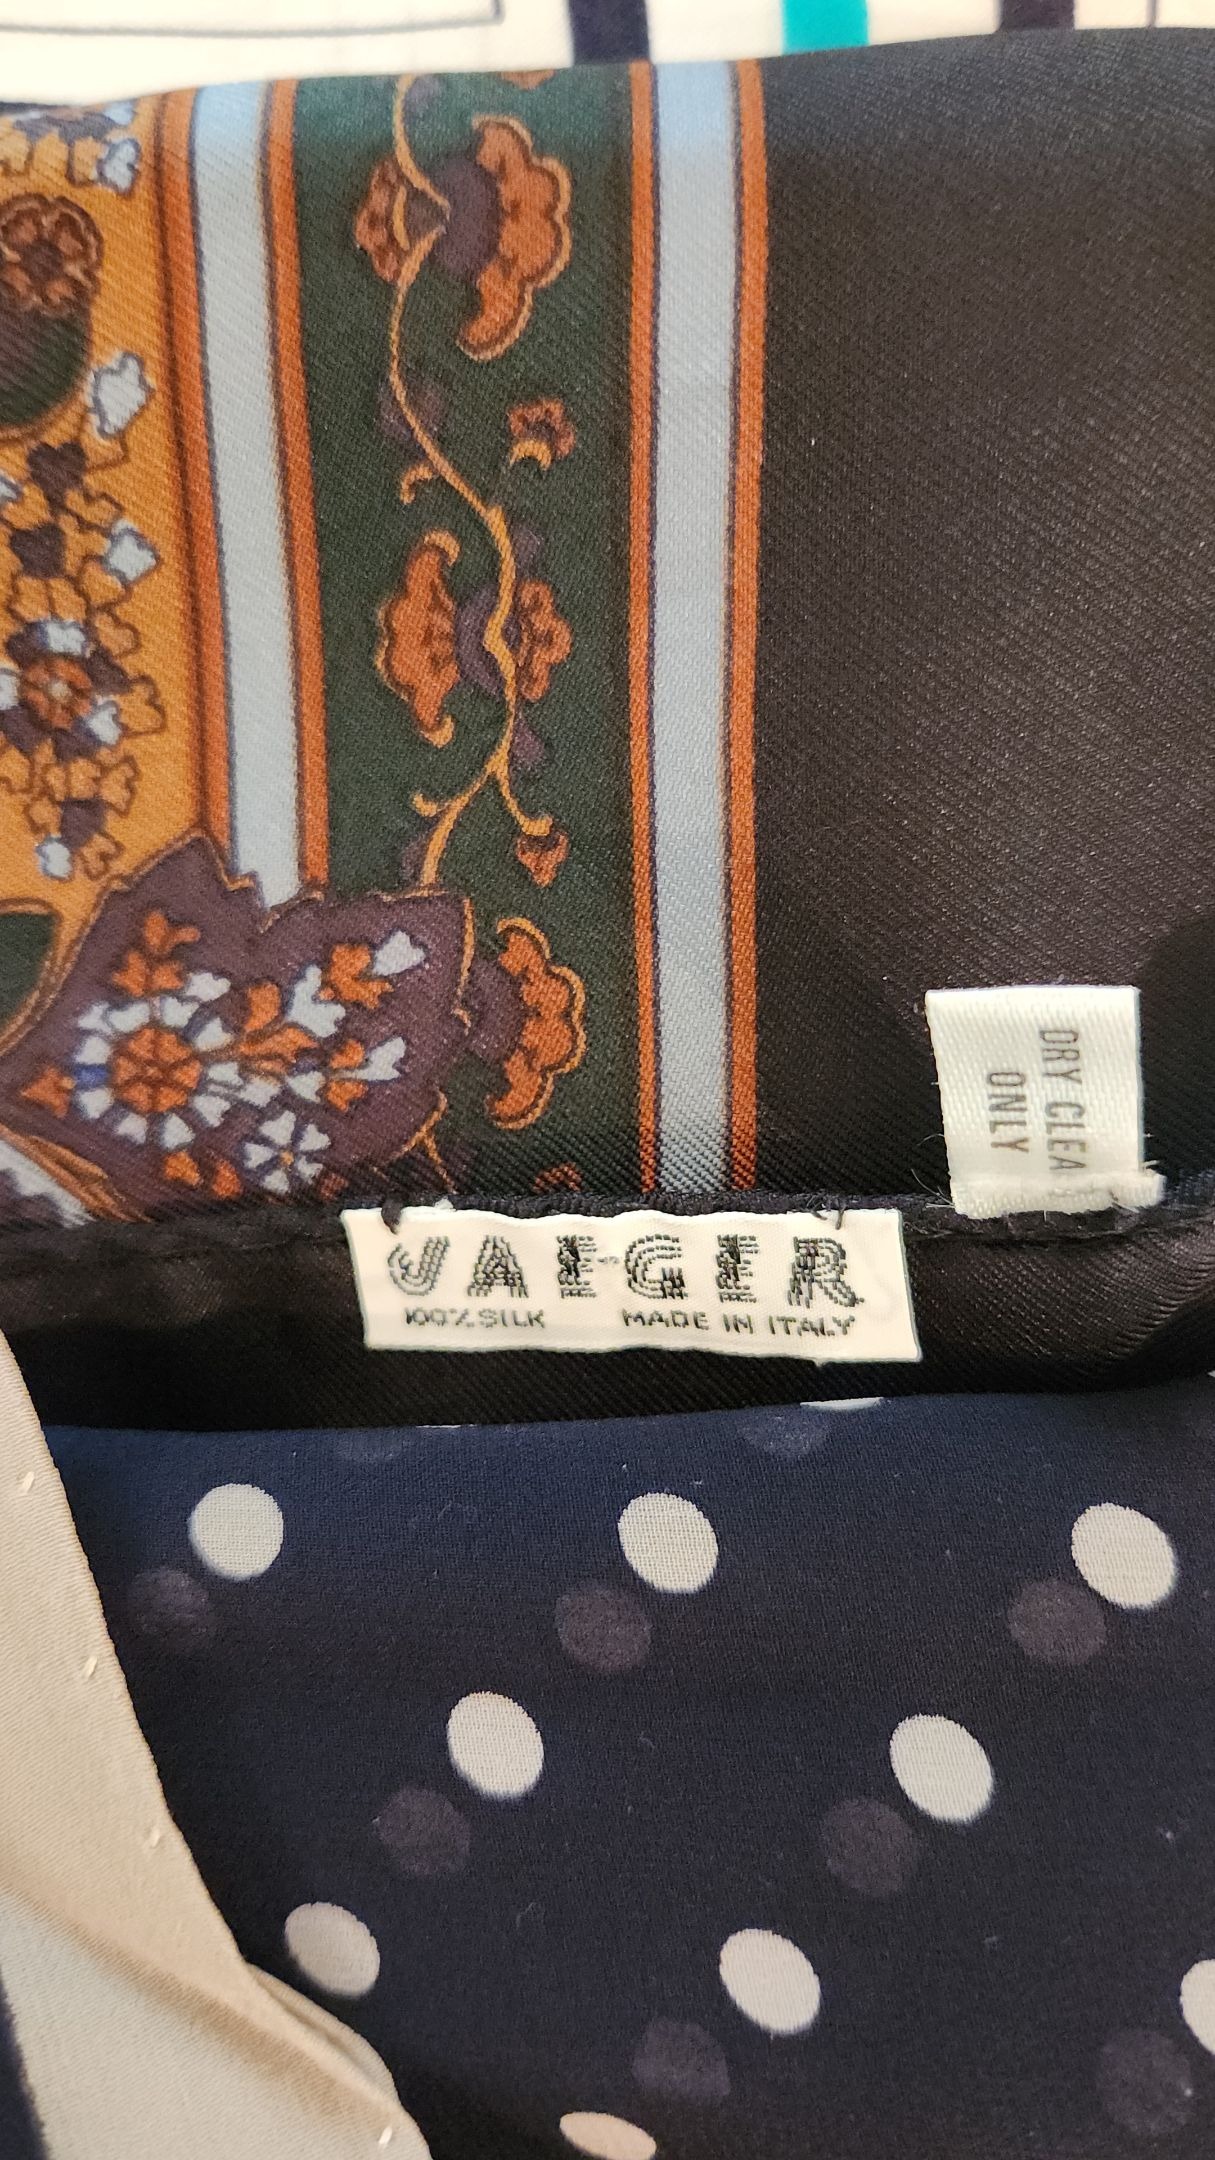 DRY CLEA
ONLY
JAEGER
100% SILK MADE IN ITALY